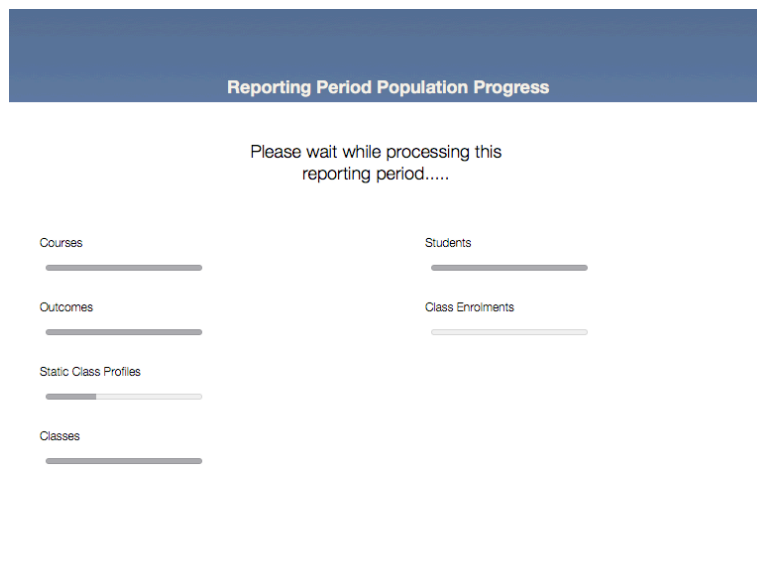 Reporting Period Population Progress
Please wait while processing this
reporting period.....
Courses
Students
Outcomes
Class Enrolments
Static Class Profiles
Classes